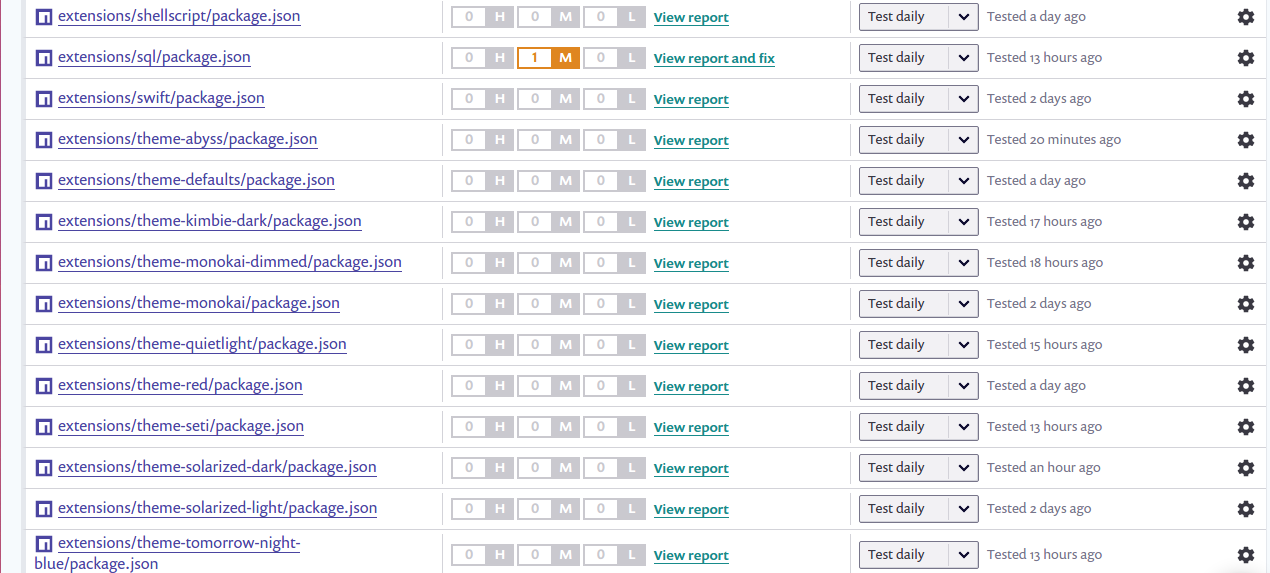 extensions/shellscript/package.json 0 H 0 M 0 L View report Test daily Tested a day ago
extensions/sql/package.json 0 H 1 M 0 L View report and fix Test daily Tested 13 hours ago
extensions/swift/package.json 0 H 0 M 0 L View report Test daily Tested 2 days ago
extensions/theme-abyss/package.json 0 H 0 M 0 L View report Test daily Tested 20 minutes ago
extensions/theme-defaults/package.json 0 H 0 M 0 L View report Test daily Tested a day ago
extensions/theme-kimbie-dark/package.json 0 H 0 M 0 L View report Test daily Tested 17 hours ago
extensions/theme-monokai-dimmed/package.json 0 H 0 M 0 L View report Test daily Tested 18 hours ago
extensions/theme-monokai/package.json 0 H 0 M 0 L View report Test daily Tested 2 days ago
extensions/theme-quietlight/package.json 0 H 0 M 0 L View report Test daily Tested 15 hours ago
extensions/theme-red/package.json 0 H 0 M 0 L View report Test daily Tested a day ago
extensions/theme-seti/package.json 0 H 0 M 0 L View report Test daily Tested 13 hours ago
extensions/theme-solarized-dark/package.json 0 H 0 M 0 L View report Test daily Tested an hour ago
extensions/theme-solarized-light/package.json 0 H 0 M 0 L View report Test daily Tested 2 days ago
extensions/theme-tomorrow-night-
blue/package.json 0 H 0 M 0 L View report Test daily Tested 13 hours ago